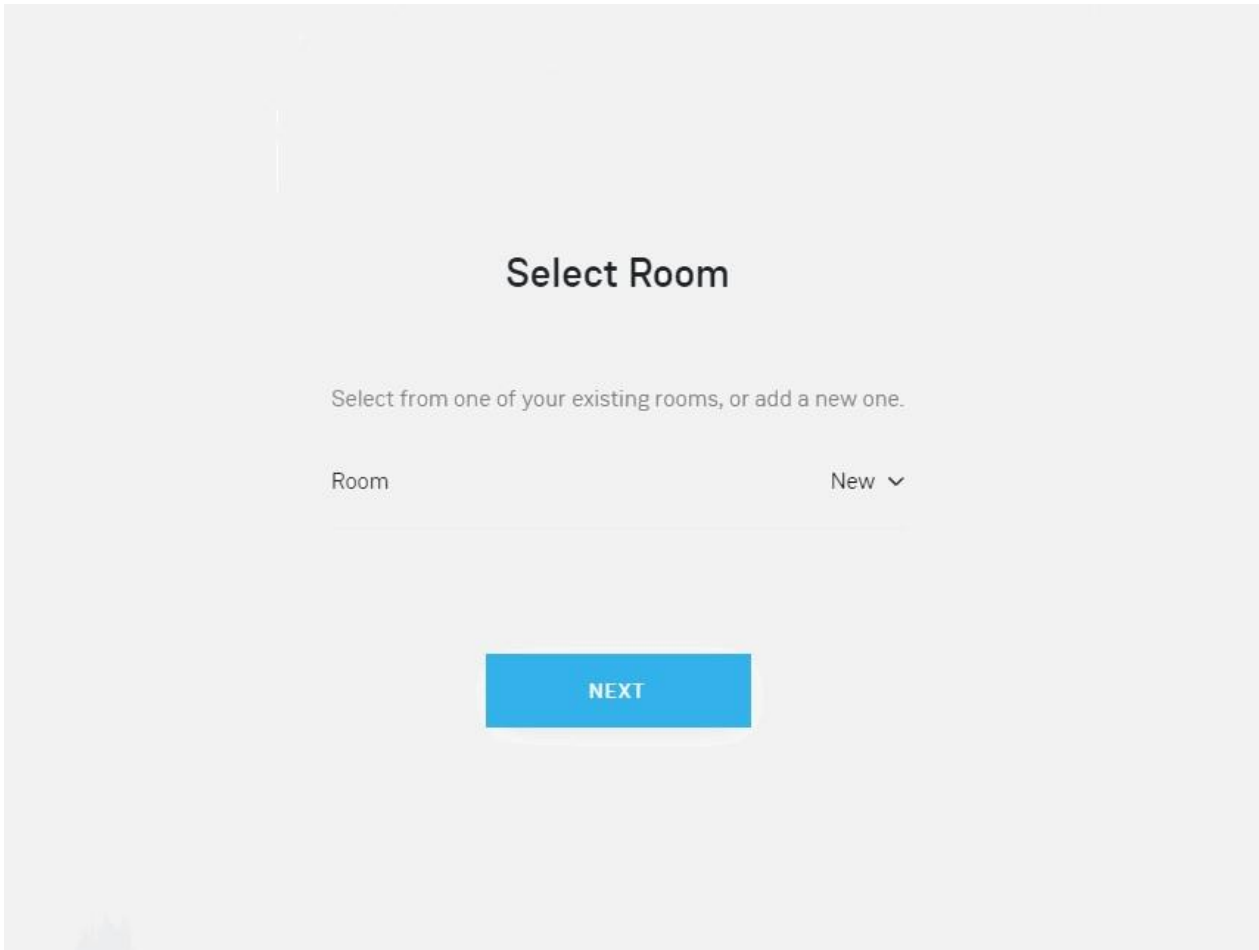 Select Room
Select from one of your existing rooms, or add a new one.
Room New
NEXT